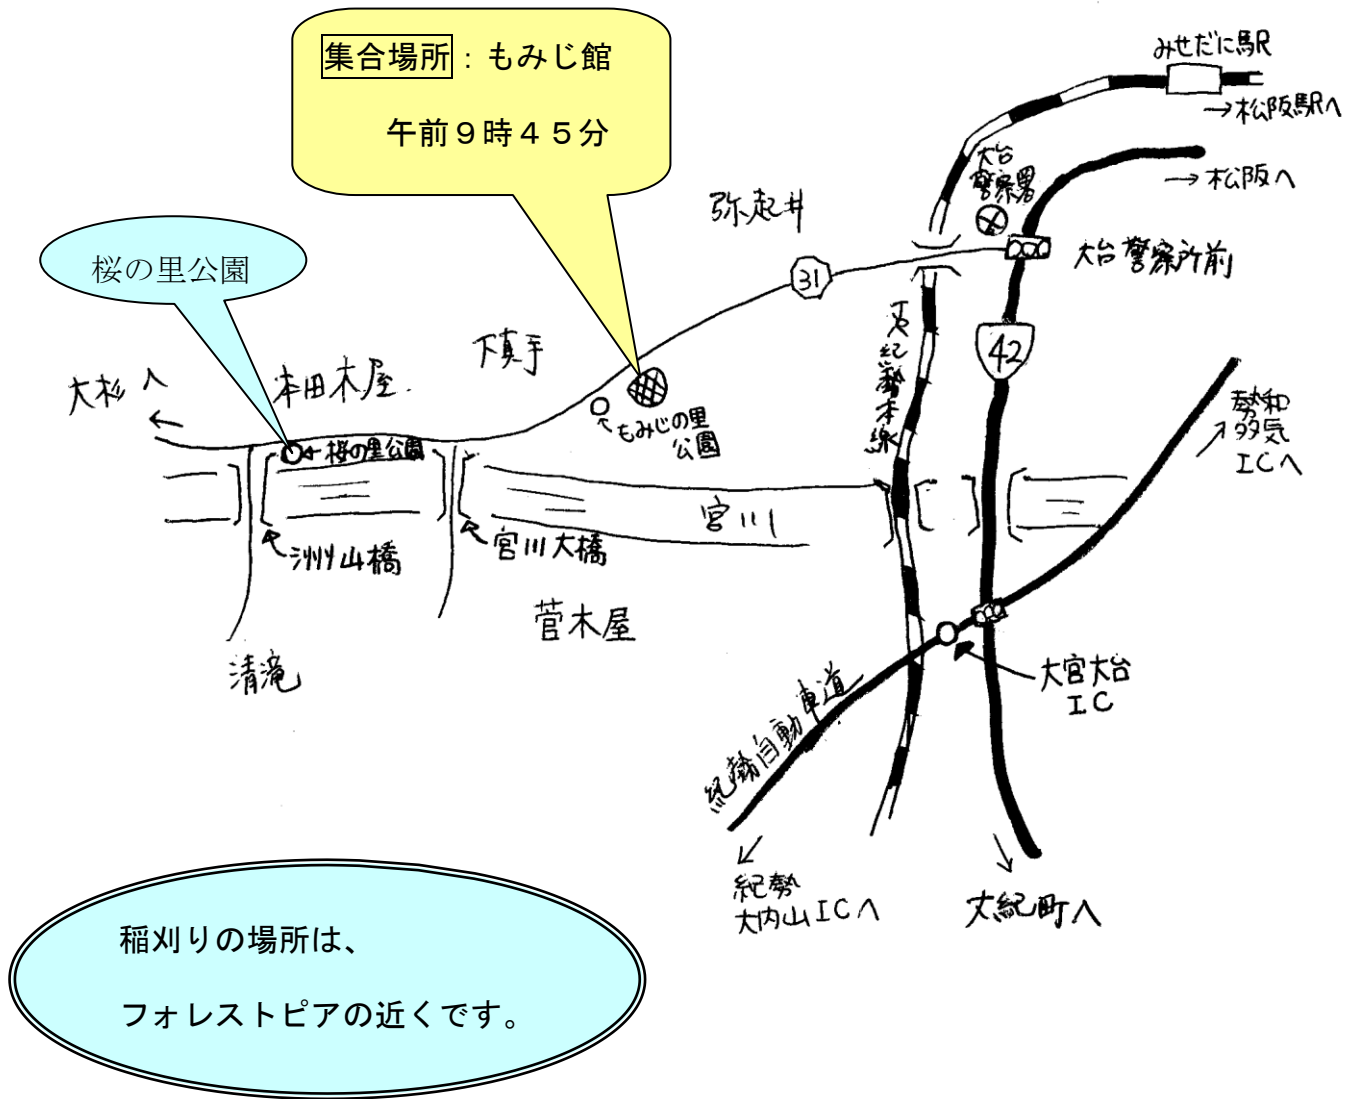 集合場所：もみじ館
午前９時４５分
みせだに駅
→松阪駅へ
大台
警察署
→松阪へ
弥起井
大台警察所前
桜の里公園
31
下真手
紀勢本線
42
大杉へ
本田木屋
もみじの里
公園
勢和
多気
ICへ
桜の里公園
宮川
洲山橋
宮川大橋
菅木屋
清滝
大宮大台
IC
紀勢自動車道
紀勢
大内山ICへ
大紀町へ
稲刈りの場所は、
フォレストピアの近くです。